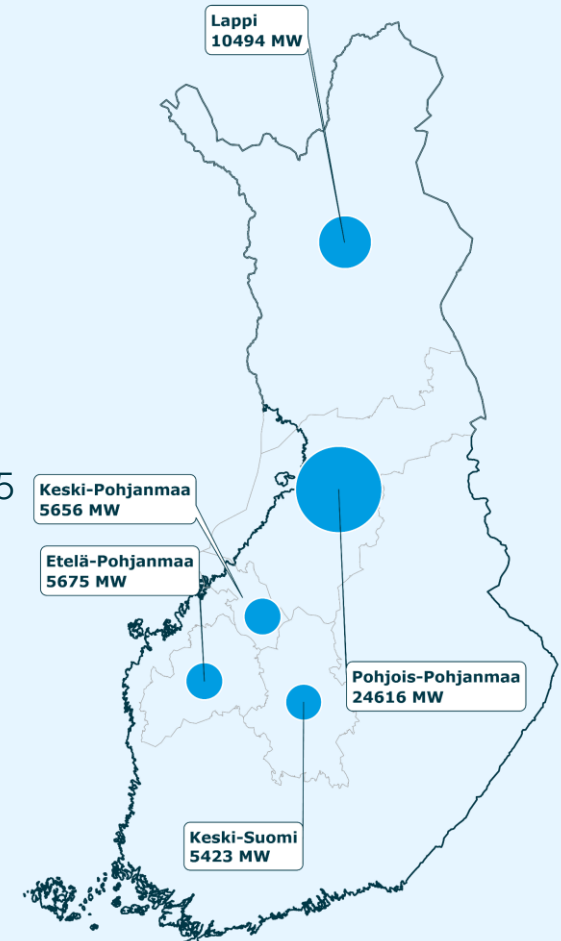 Lappi
10494 MW
5
Keski-Pohjanmaa
5656 MW
Etelä-Pohjanmaa
5675 MW
Pohjois-Pohjanmaa
24616 MW
Keski-Suomi
5423 MW